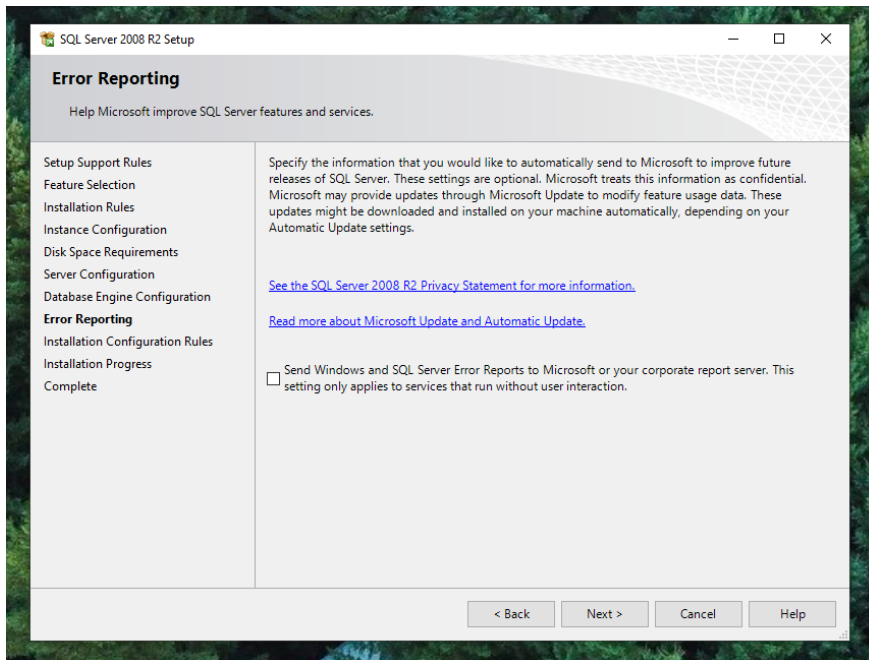 SQL Server 2008 R2 Setup
Error Reporting
Help Microsoft improve SQL Server features and services.
Setup Support Rules
Feature Selection
Installation Rules
Instance Configuration
Disk Space Requirements
Server Configuration
Database Engine Configuration
Error Reporting
Installation Configuration Rules
Installation Progress
Complete
Specify the information that you would like to automatically send to Microsoft to improve future
releases of SQL Server. These settings are optional. Microsoft treats this information as confidential.
Microsoft may provide updates through Microsoft Update to modify feature usage data. These
updates might be downloaded and installed on your machine automatically, depending on your
Automatic Update settings.
See the SQL Server 2008 R2 Privacy Statement for more information.
Read more about Microsoft Update and Automatic Update.
Send Windows and SQL Server Error Reports to Microsoft or your corporate report server. This
setting only applies to services that run without user interaction.
< Back
Next >
Cancel
Help